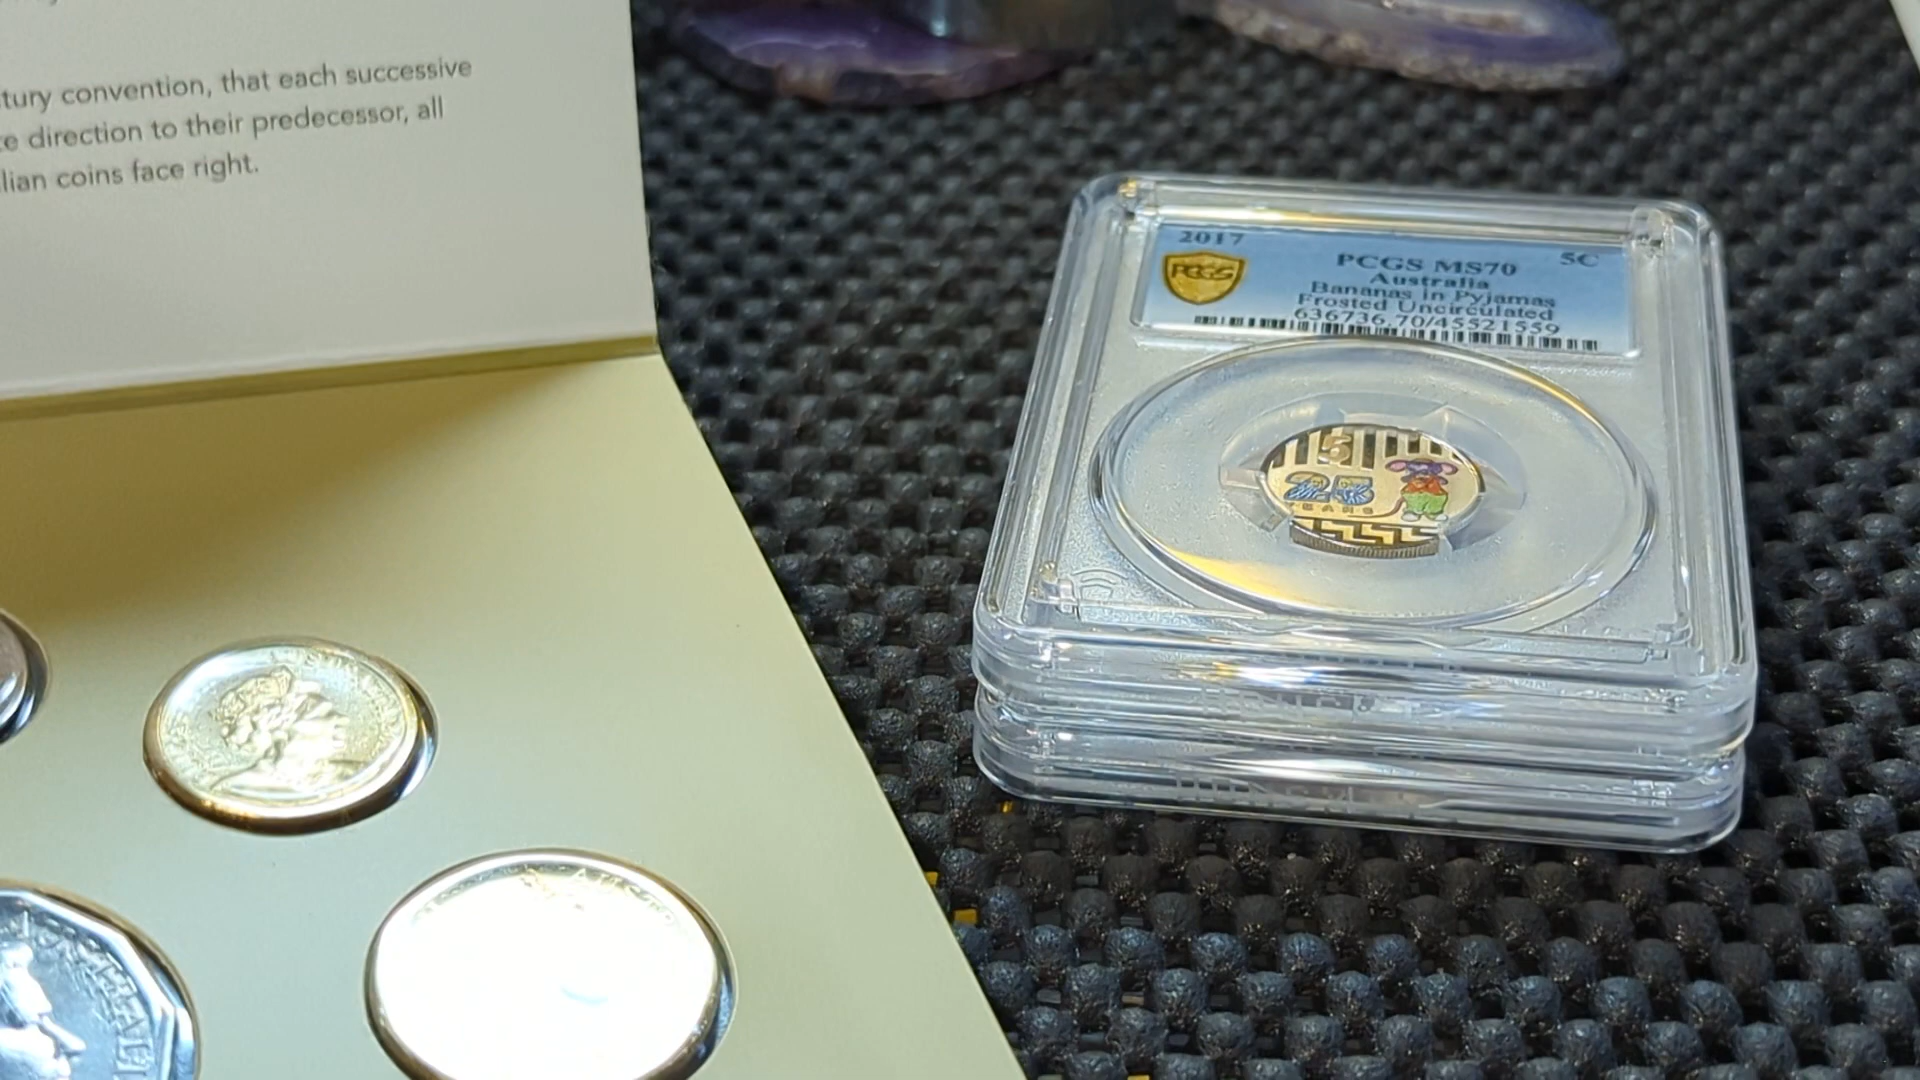 tury convention, that each successive
e direction to their predecessor, all
lian coins face right.
2017
5C
PCGS
PCGS MS70
Australia
Bananas in Pyjamas
Frosted Uncirculated
636736.70/45521559
5
25
YEARS